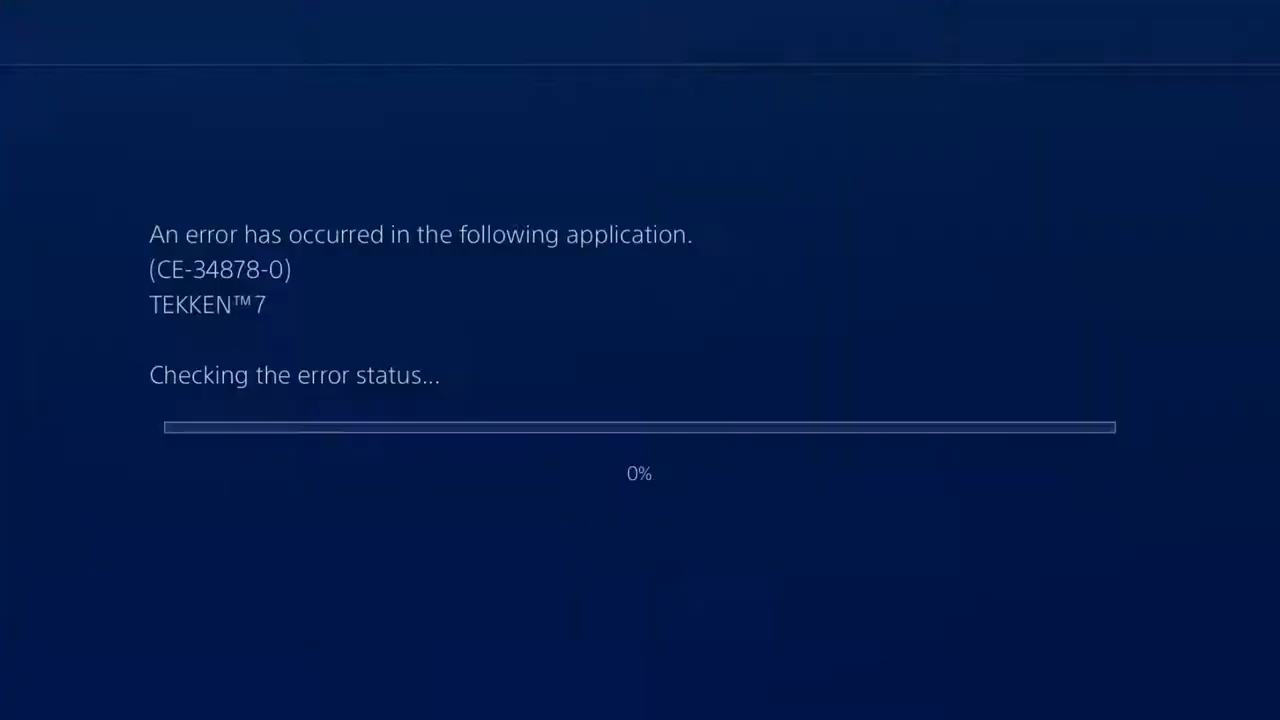 An error has occurred in the following application.
(CE-34878-0)
TEKKEN™7
Checking the error status...
0%